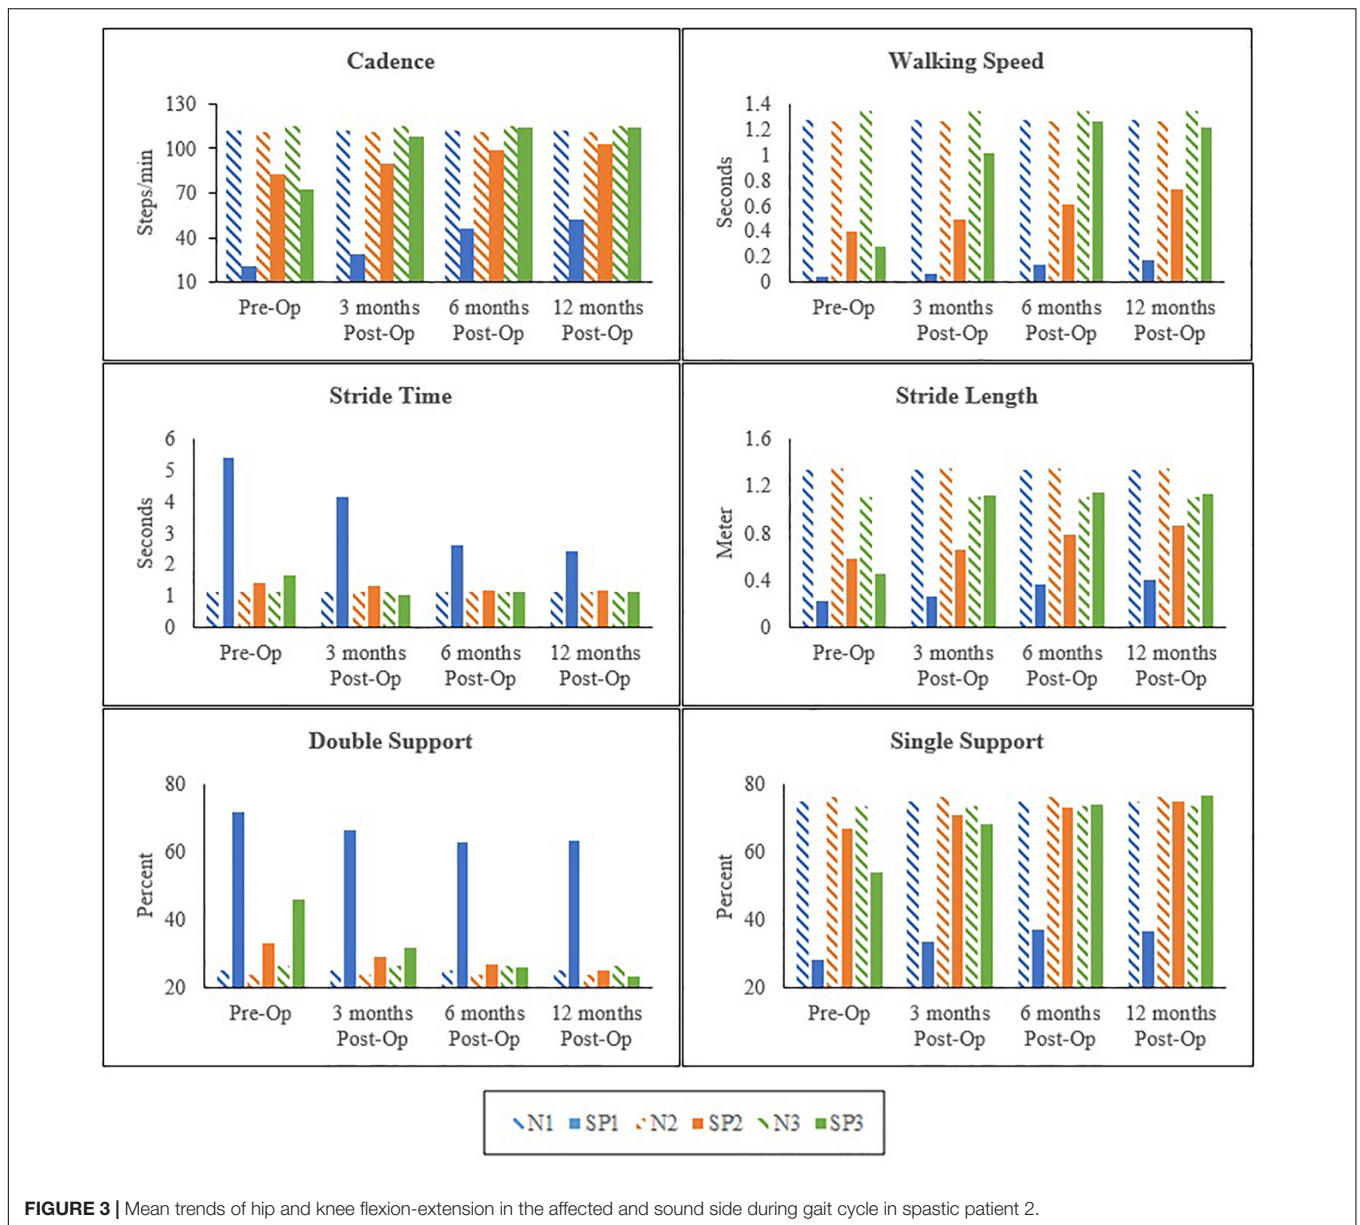 Cadence
130
100
70
40
10
Steps/min
Pre-Op
3 months
Post-Op
6 months
Post-Op
12 months
Post-Op
Walking Speed
1.4
1.2
1
0.8
0.6
0.4
0.2
0
Seconds
Pre-Op
3 months
Post-Op
6 months
Post-Op
12 months
Post-Op
Stride Time
6
5
4
3
2
1
0
Seconds
Pre-Op
3 months
Post-Op
6 months
Post-Op
12 months
Post-Op
Stride Length
1.6
1.2
0.8
0.4
0
Meter
Pre-Op
3 months
Post-Op
6 months
Post-Op
12 months
Post-Op
Double Support
80
60
40
20
Percent
Pre-Op
3 months
Post-Op
6 months
Post-Op
12 months
Post-Op
Single Support
80
60
40
20
Percent
Pre-Op
3 months
Post-Op
6 months
Post-Op
12 months
Post-Op
N1 SP1 N2 SP2 N3 SP3
FIGURE 3 | Mean trends of hip and knee flexion-extension in the affected and sound side during gait cycle in spastic patient 2.